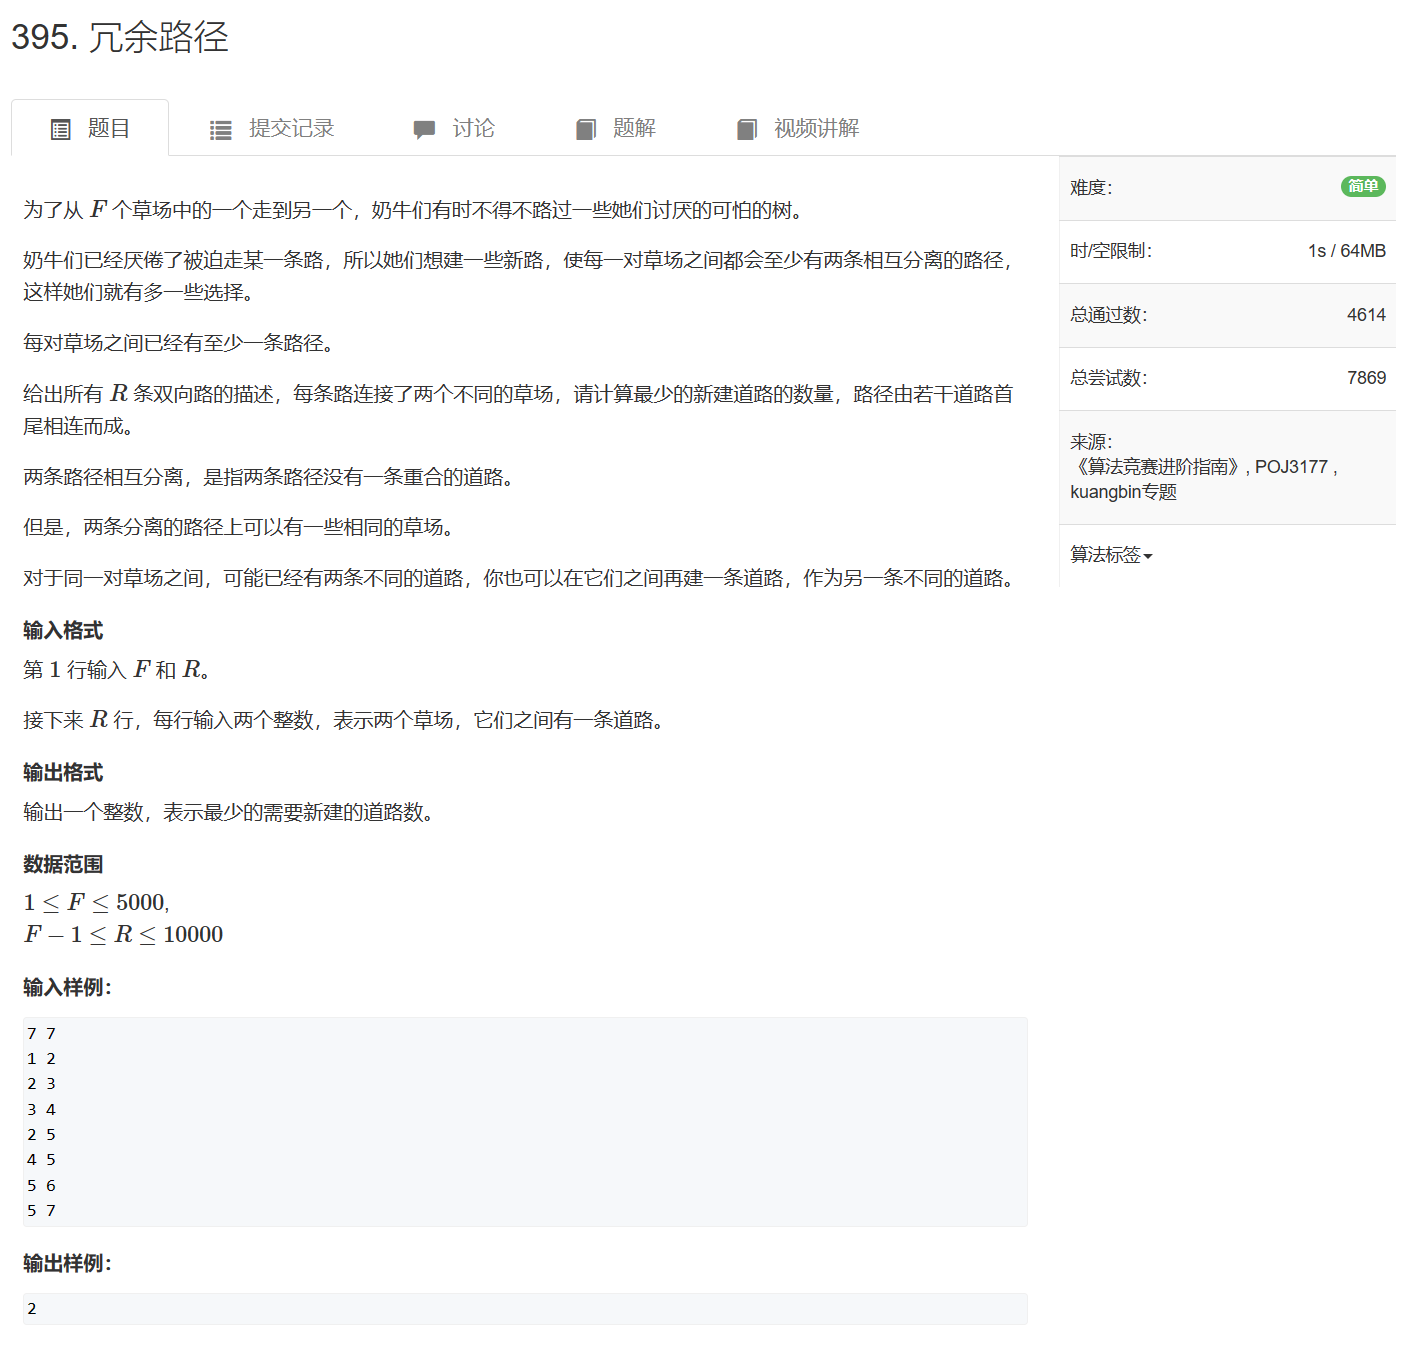 395. 冗余路径
题目
提交记录
讨论
题解
视频讲解
为了从 F 个草场中的一个走到另一个，奶牛们有时不得不路过一些她们讨厌的可怕的树。
奶牛们已经厌倦了被迫走某一条路，所以她们想建一些新路，使每一对草场之间都会至少有两条相互分离的路径，
这样她们就有多一些选择。
每对草场之间已经有至少一条路径。
给出所有 R 条双向路的描述，每条路连接了两个不同的草场，请计算最少的新建道路的数量，路径由若干道路首
尾相连而成。
两条路径相互分离，是指两条路径没有一条重合的道路。
但是，两条分离的路径上可以有一些相同的草场。
对于同一对草场之间，可能已经有两条不同的道路，你也可以在它们之间再建一条道路，作为另一条不同的道路。
输入格式
第 1 行输入 F 和 R。
接下来 R 行，每行输入两个整数，表示两个草场，它们之间有一条道路。
输出格式
输出一个整数，表示最少的需要新建的道路数。
数据范围
1 ≤ F ≤ 5000,
F − 1 ≤ R ≤ 10000
输入样例：
7 7
1 2
2 3
3 4
2 5
4 5
5 6
5 7
输出样例：
2
难度：
简单
时/空限制：
1s / 64MB
总通过数：
4614
总尝试数：
7869
来源：
《算法竞赛进阶指南》, POJ3177 ,
kuangbin专题
算法标签